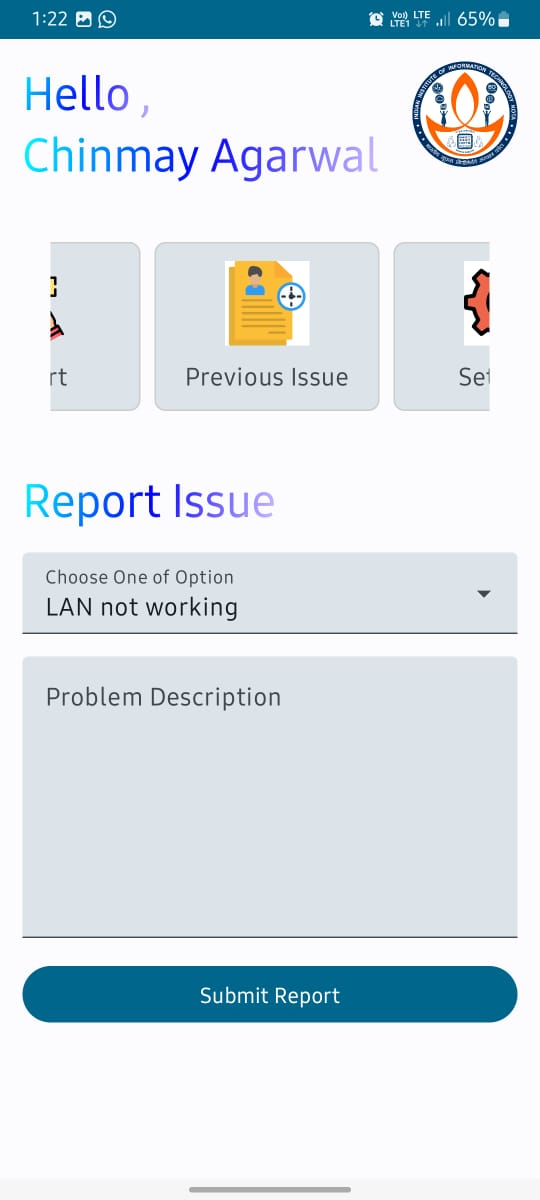 1:22
Vo)) LTE
LTE1
65%
Hello ,
Chinmay Agarwal
INDIAN INSTITUTE OF INFORMATION TECHNOLOGY KOTA
rt
Previous Issue
Set
Report Issue
Choose One of Option
LAN not working
Problem Description
Submit Report